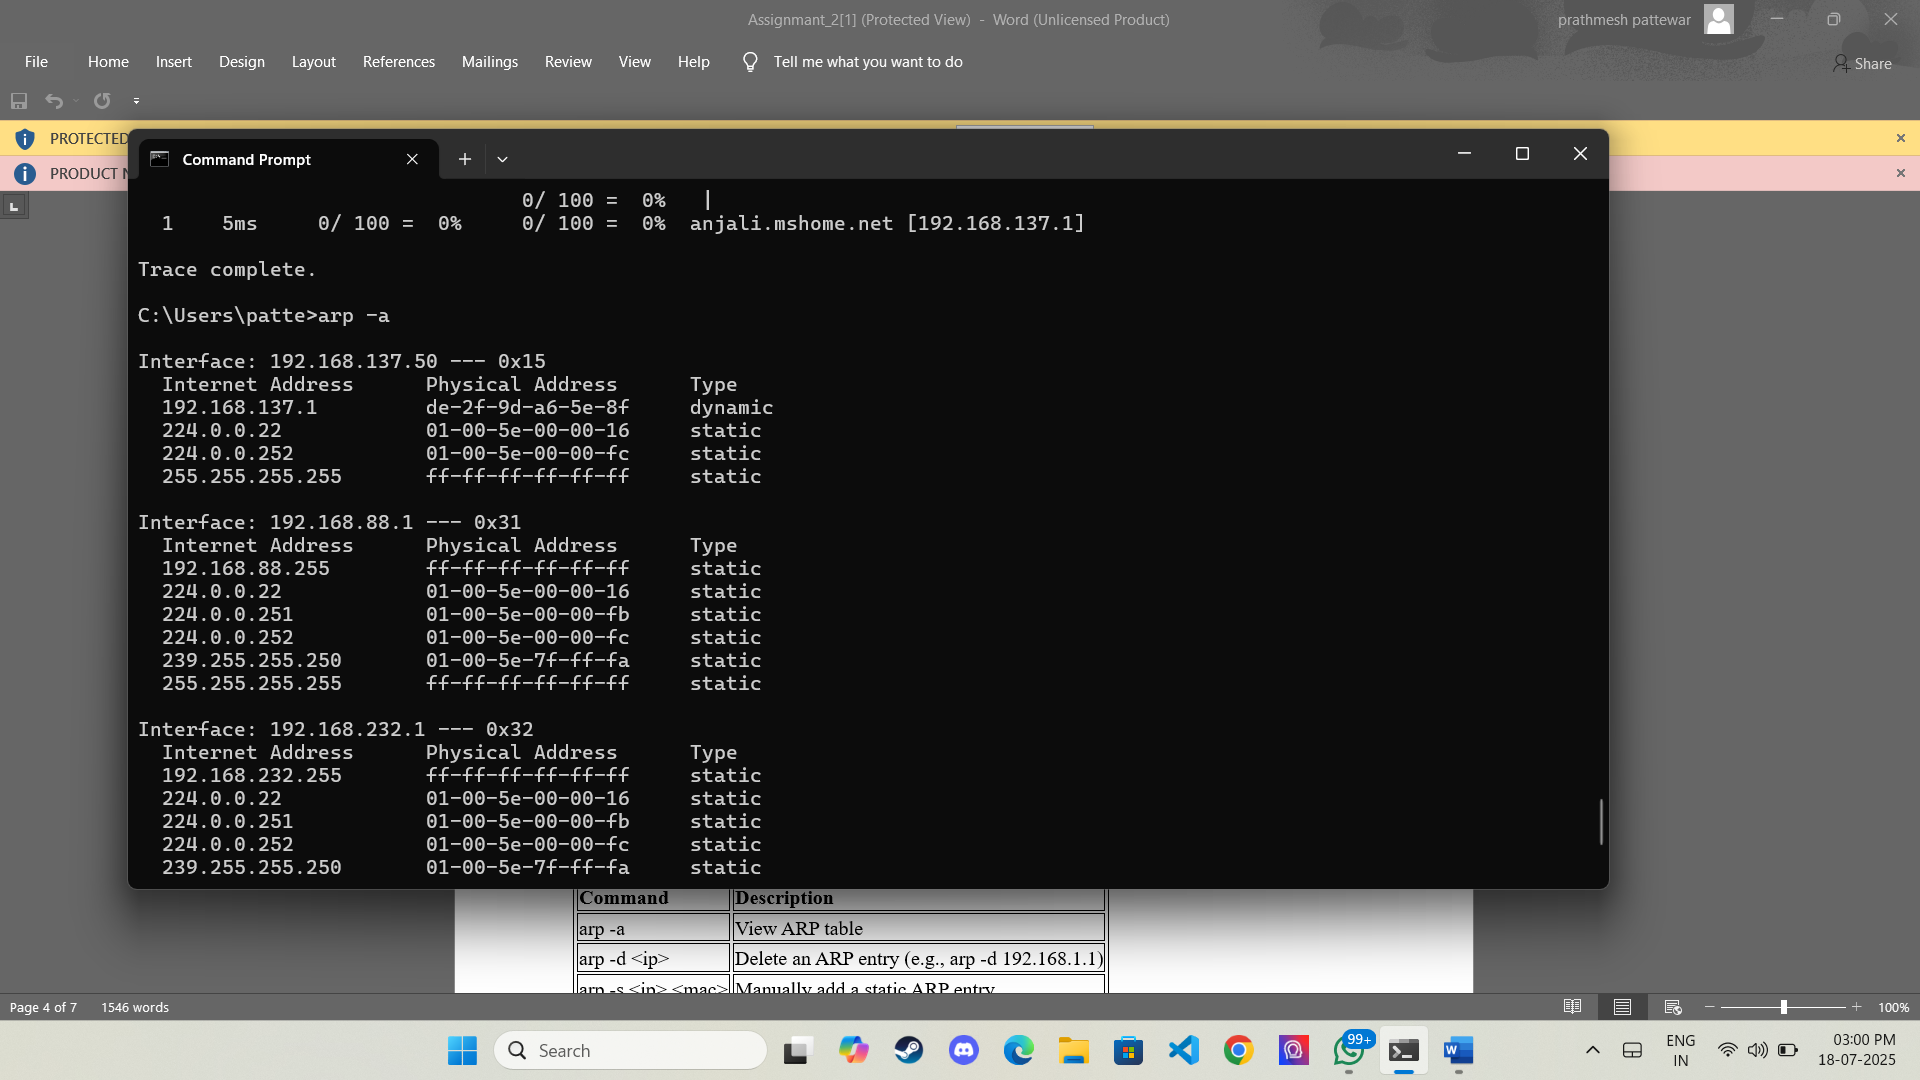 Assignmant_2[1] (Protected View) - Word (Unlicensed Product)
prathmesh pattewar
File Home Insert Design Layout References Mailings Review View Help Tell me what you want to do
Share
PROTECTED
PRODUCT
Command Prompt
0/ 100 = 0% |
1 5ms 0/ 100 = 0% 0/ 100 = 0% anjali.mshome.net [192.168.137.1]
Trace complete.
C:\Users\patte>arp -a
Interface: 192.168.137.50 --- 0x15
Internet Address Physical Address Type
192.168.137.1 de-2f-9d-a6-5e-8f dynamic
224.0.0.22 01-00-5e-00-00-16 static
224.0.0.252 01-00-5e-00-00-fc static
255.255.255.255 ff-ff-ff-ff-ff-ff static
Interface: 192.168.88.1 --- 0x31
Internet Address Physical Address Type
192.168.88.255 ff-ff-ff-ff-ff-ff static
224.0.0.22 01-00-5e-00-00-16 static
224.0.0.251 01-00-5e-00-00-fb static
224.0.0.252 01-00-5e-00-00-fc static
239.255.255.250 01-00-5e-7f-ff-fa static
255.255.255.255 ff-ff-ff-ff-ff-ff static
Interface: 192.168.232.1 --- 0x32
Internet Address Physical Address Type
192.168.232.255 ff-ff-ff-ff-ff-ff static
224.0.0.22 01-00-5e-00-00-16 static
224.0.0.251 01-00-5e-00-00-fb static
224.0.0.252 01-00-5e-00-00-fc static
239.255.255.250 01-00-5e-7f-ff-fa static
Command Description
arp -a View ARP table
arp -d <ip> Delete an ARP entry (e.g., arp -d 192.168.1.1)
arp -s <ip> <mac> Manually add a static ARP entry
Page 4 of 7 1546 words
100%
Search
99+
ENG
IN
03:00 PM
18-07-2025